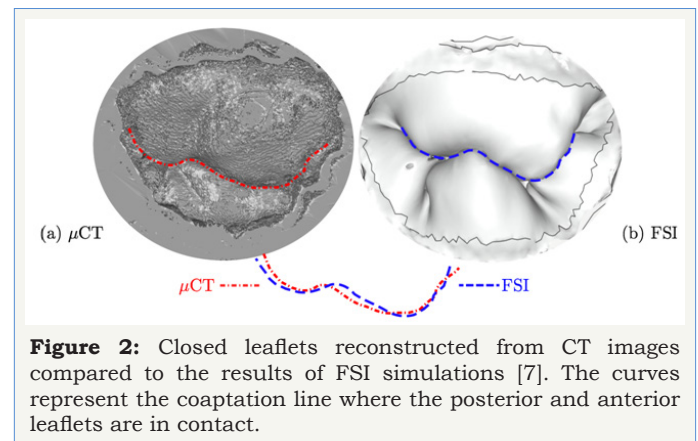 (a) μCT
(b) FSI
μCT
FSI
Figure 2: Closed leaflets reconstructed from CT images
compared to the results of FSI simulations [7]. The curves
represent the coaptation line where the posterior and anterior
leaflets are in contact.